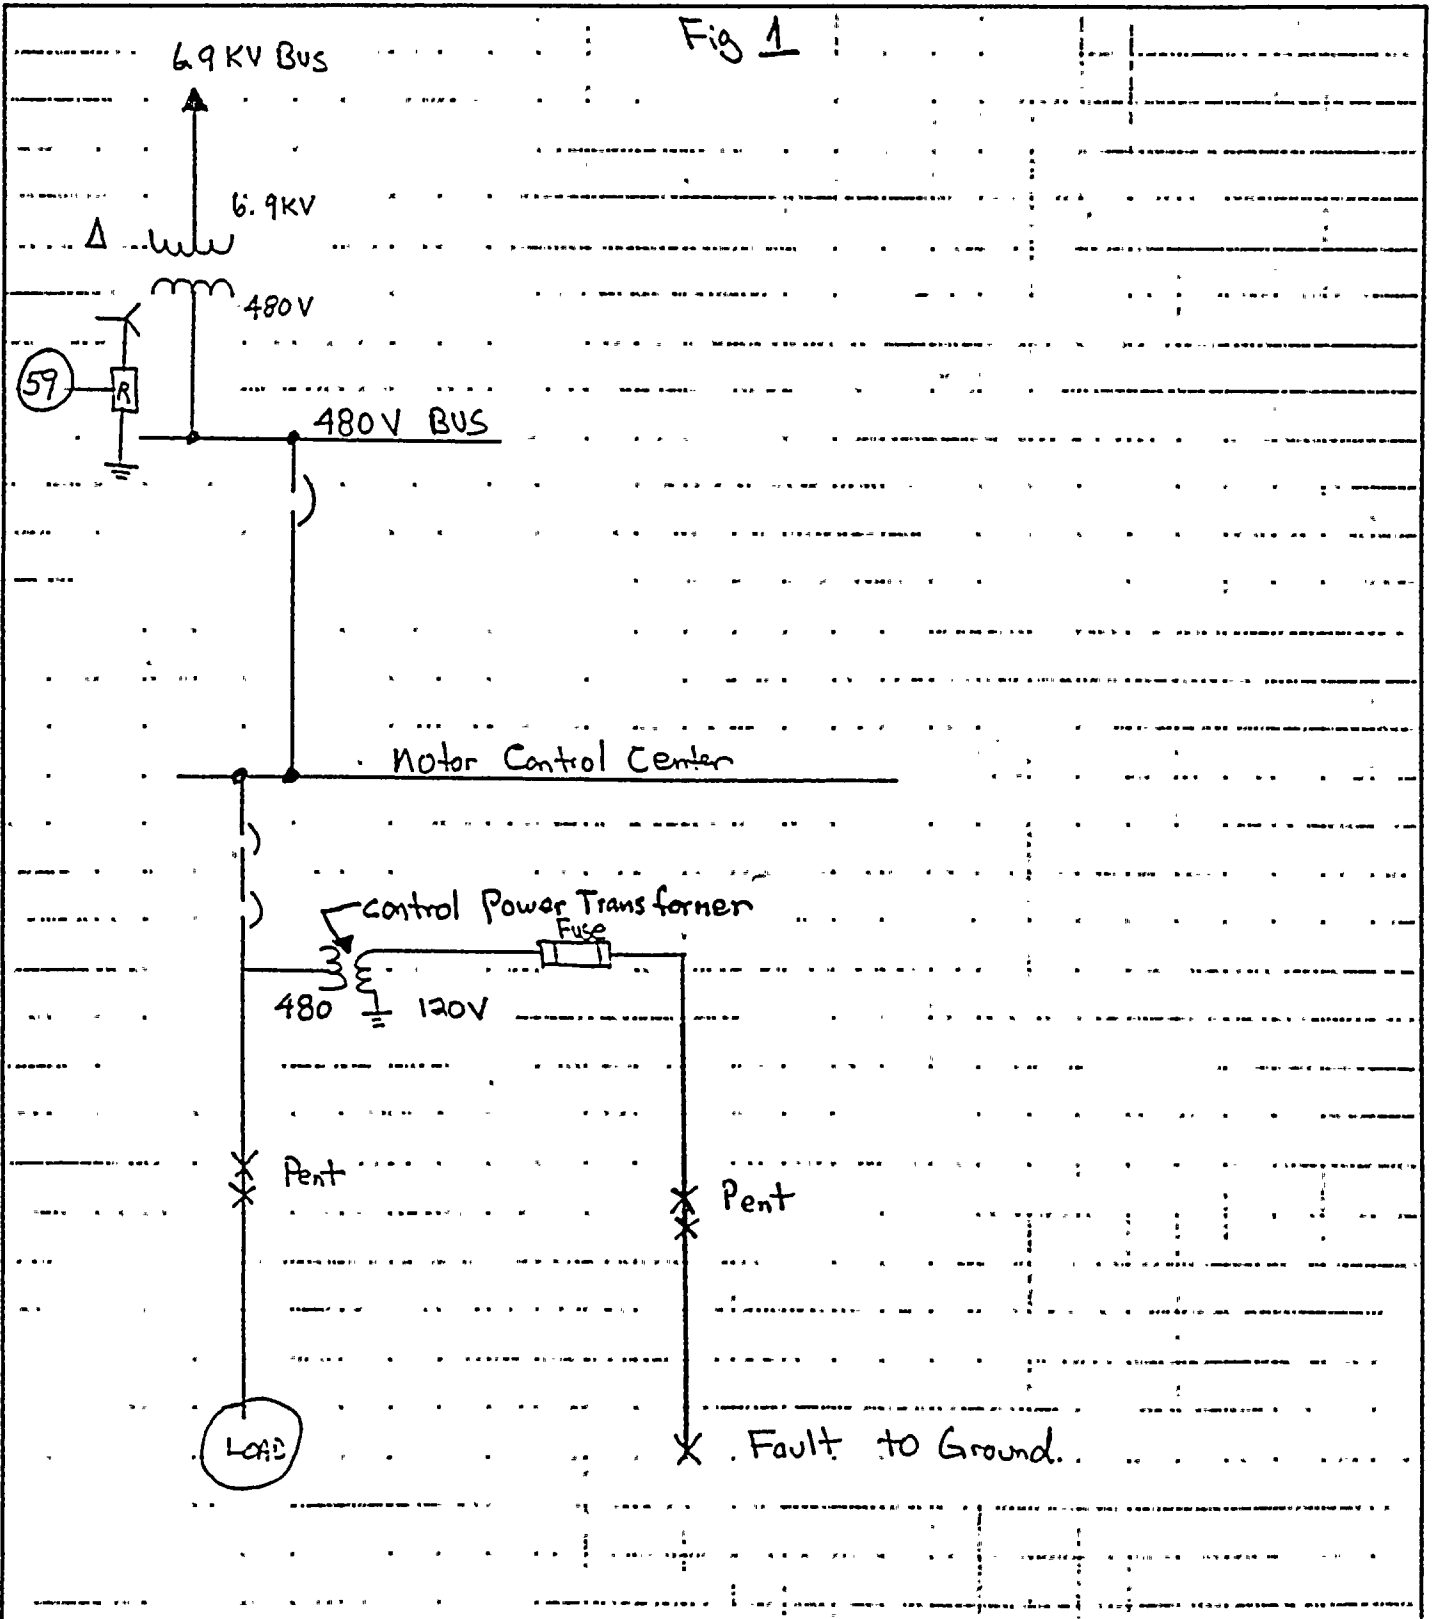 Fig 1
6.9 KV BUS
6.9KV
Δ
480V
59
R
480V BUS
Motor Control Center
Control Power Transformer
Fuse
480
120V
Pent
Pent
LOAD
Fault to Ground.